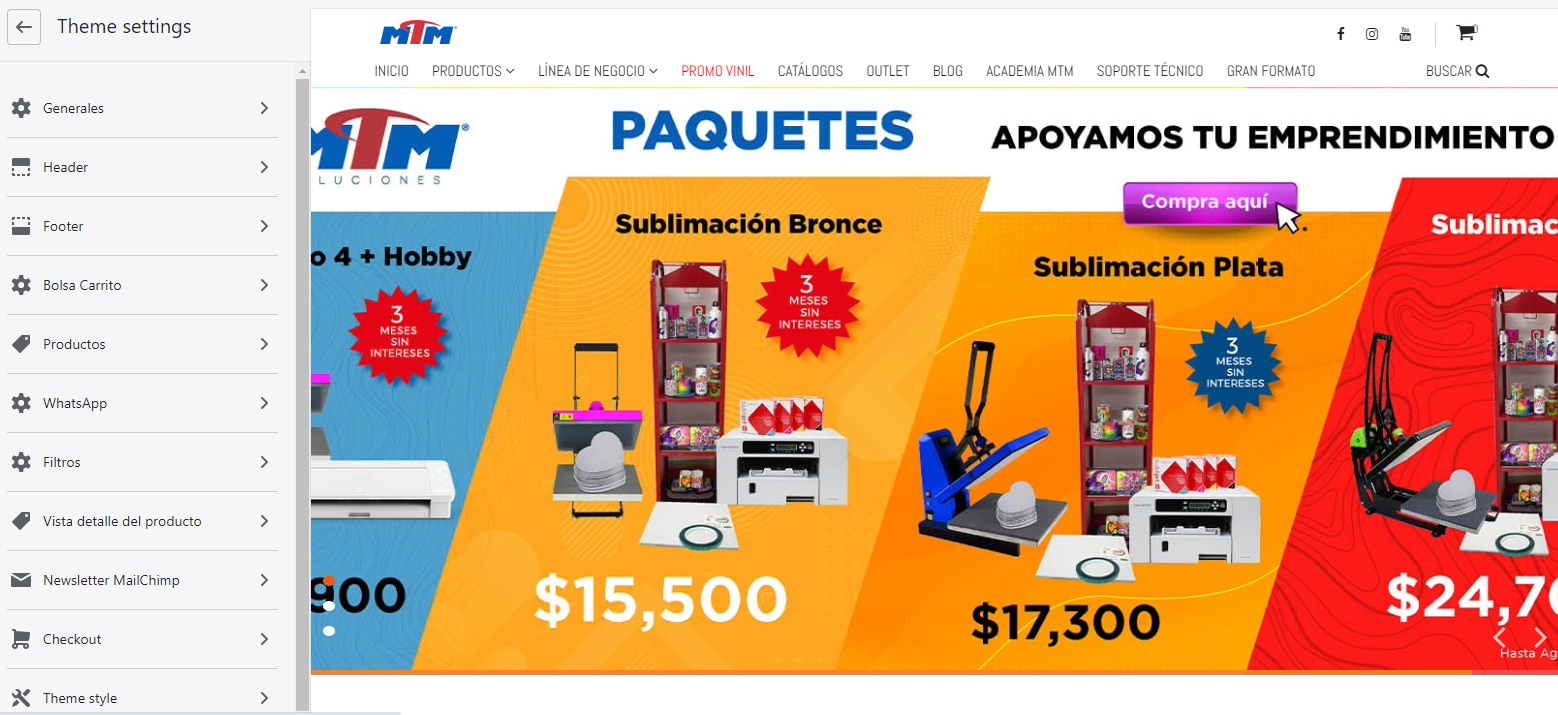 Theme settings
Generales
Header
Footer
Bolsa Carrito
Productos
WhatsApp
Filtros
Vista detalle del producto
Newsletter MailChimp
Checkout
Theme style
MTM
INICIO PRODUCTOS LÍNEA DE NEGOCIO PROMO VINIL CATÁLOGOS OUTLET BLOG ACADEMIA MTM SOPORTE TÉCNICO GRAN FORMATO BUSCAR
MTM®
LUCIONES
PAQUETES
APOYAMOS TU EMPRENDIMIENTO
Compra aquí
.
o 4 + Hobby
3
MESES
SIN
INTERESES
900
Sublimación Bronce
3
MESES
SIN
INTERESES
$15,500
Sublimación Plata
3
MESES
SIN
INTERESES
$17,300
Sublimac
$24,70
Hasta Ag